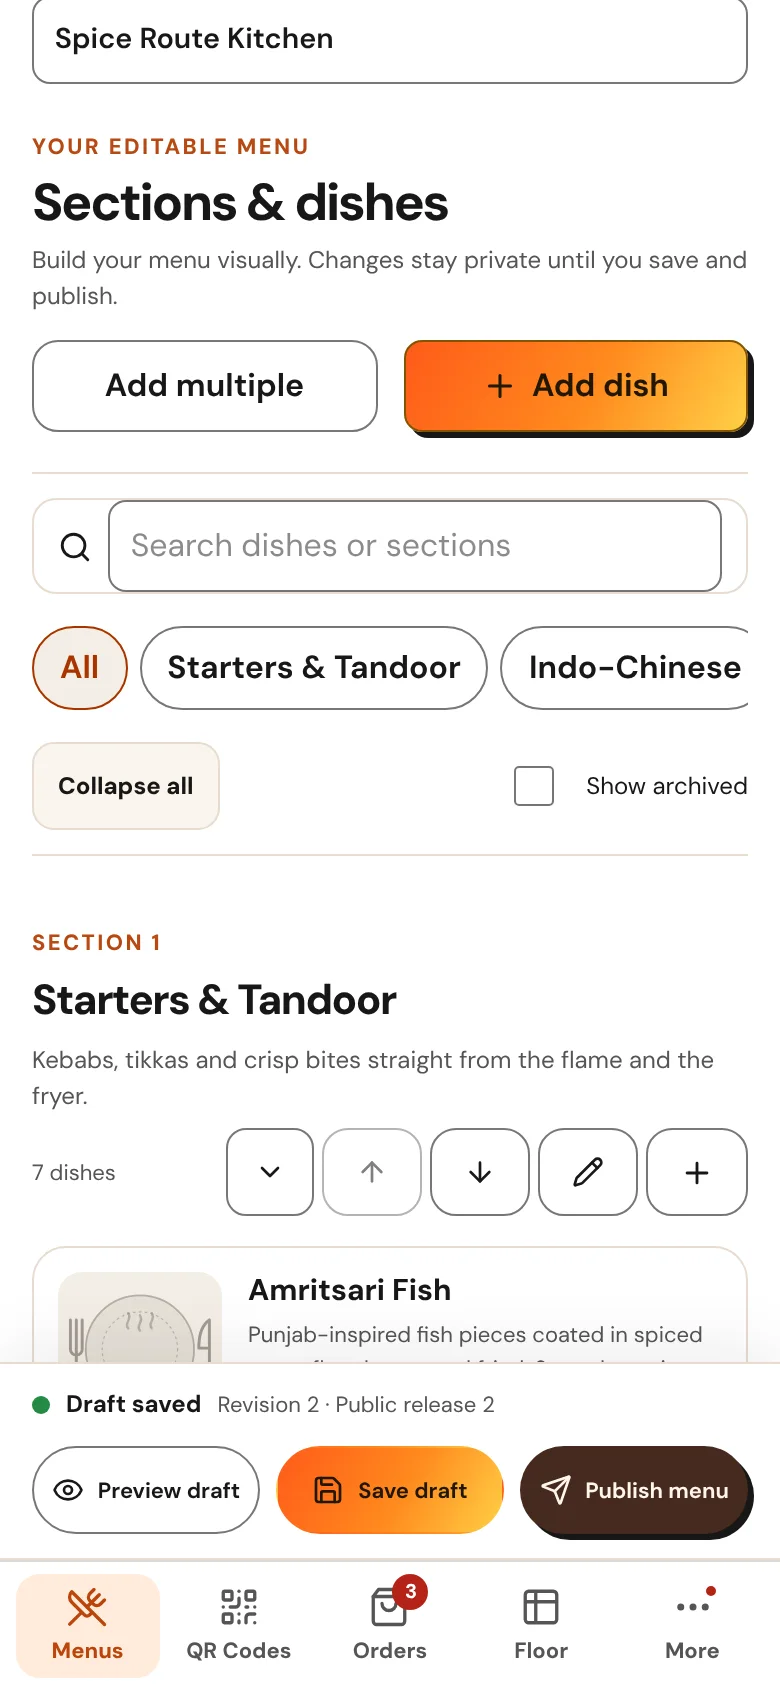 Spice Route Kitchen
YOUR EDITABLE MENU
Sections & dishes
Build your menu visually. Changes stay private until you save and
publish.
Add multiple
Add dish
Search dishes or sections
All
Starters & Tandoor
Indo-Chinese
Collapse all
Show archived
SECTION 1
Starters & Tandoor
Kebabs, tikkas and crisp bites straight from the flame and the
fryer.
7 dishes
Amritsari Fish
Punjab-inspired fish pieces coated in spiced
Draft saved
Revision 2 · Public release 2
Preview draft
Save draft
Publish menu
3
Menus
QR Codes
Orders
Floor
More